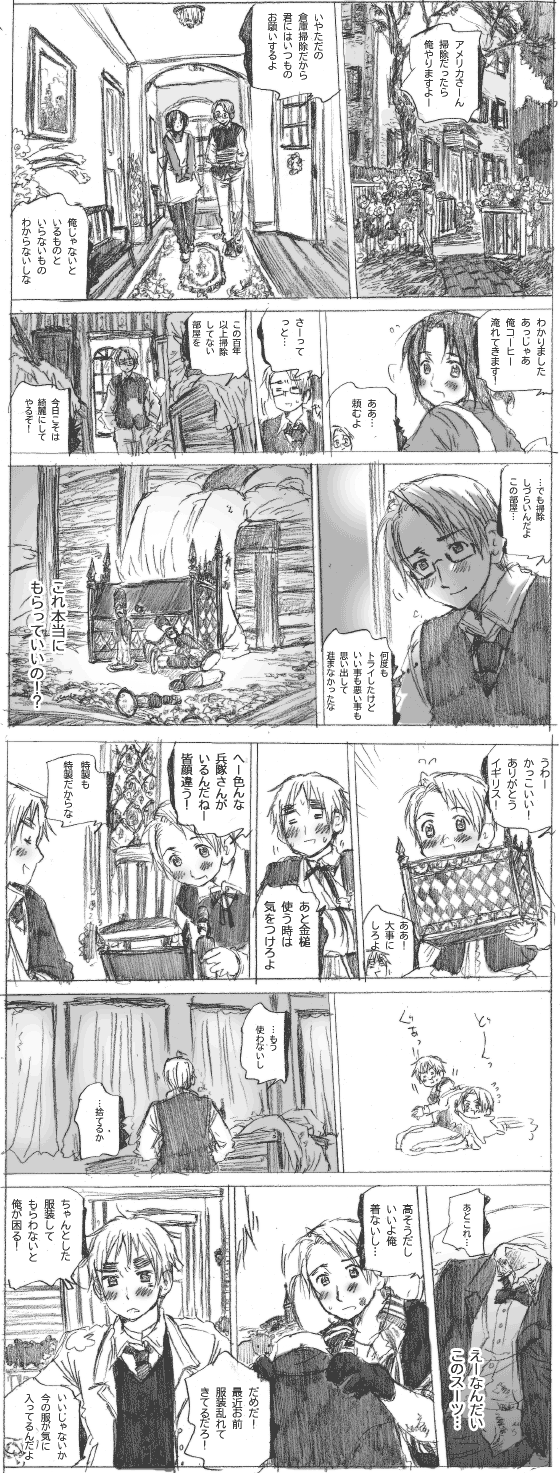 アメリカさーん
掃除だったら
俺やりますよー
いやただの
倉庫掃除だから
君にはいつもの
お願いするよ
俺じゃないと
いるものと
いらないもの
わからないしな
わかりました
あっじゃあ
俺コーヒー
淹れてきます!
ああ…
頼むよ
さーって
っと…
この百年
以上掃除
してない
部屋を
今日こそは
綺麗にして
やるぞ!
…でも掃除
しづらいんだよ
この部屋…
何度も
トライしたけど
いい事も悪い事も
思い出して
進まなかったな
これ本当に
もらっていいの!?
うわー
かっこいい!
ありがとう
イギリス!
ああ!
大事に
しろよ
あと金槌
使う時は
気をつけろよ
へー色んな
兵隊さんが
いるんだねー
皆顔違う!
特製も
特製だからな
とーく
ぐぁっ
…もう
使わないし
…捨てるか
あとこれ…
えーなんだい
このスーツ…
高そうだし
いいよ俺
着ないし…
だめだ!
最近お前
服装乱れて
きてるだろ!
ちゃんとした
服装して
もらわないと
俺が困る!
いいじゃないか
今の服が気に
入ってるんだよ